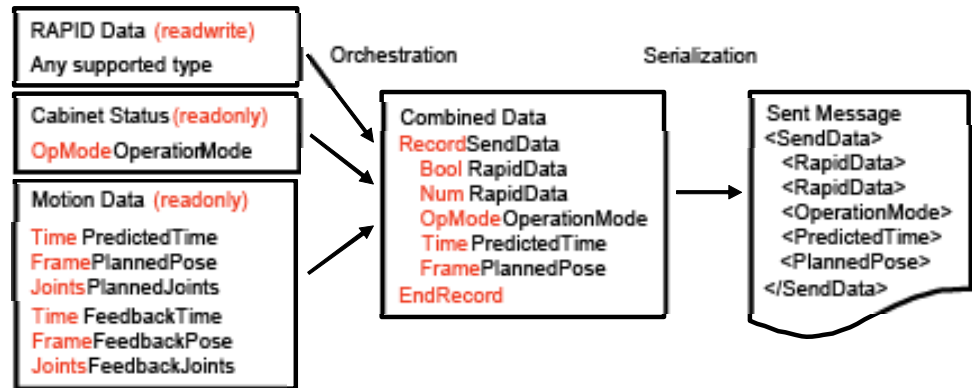 RAPID Data (readwrite)
Any supported type
Cabinet Status (readonly)
OpMode OperationMode
Motion Data (readonly)
Time PredictedTime
Frame PlannedPose
Joints PlannedJoints
Time FeedbackTime
Frame FeedbackPose
Joints FeedbackJoints
Orchestration
Combined Data
Record SendData
Bool RapidData
Num RapidData
OpMode OperationMode
Time PredictedTime
Frame PlannedPose
EndRecord
Serialization
Sent Message
<SendData>
<RapidData>
<RapidData>
<OperationMode>
<PredictedTime>
<PlannedPose>
</SendData>